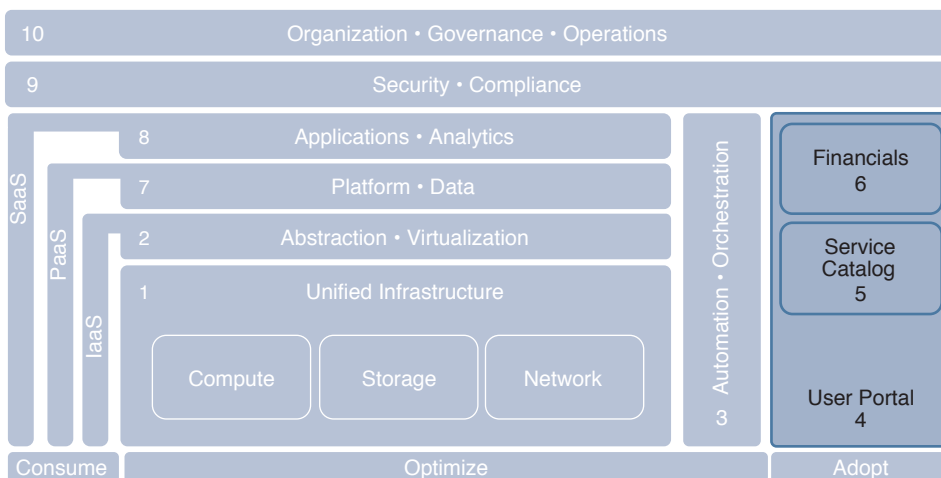 10 Organization • Governance • Operations
9 Security • Compliance
SaaS
PaaS
IaaS
8 Applications • Analytics
7 Platform • Data
2 Abstraction • Virtualization
1 Unified Infrastructure
Compute
Storage
Network
3 Automation • Orchestration
Financials
6
Service
Catalog
5
User Portal
4
Consume
Optimize
Adopt